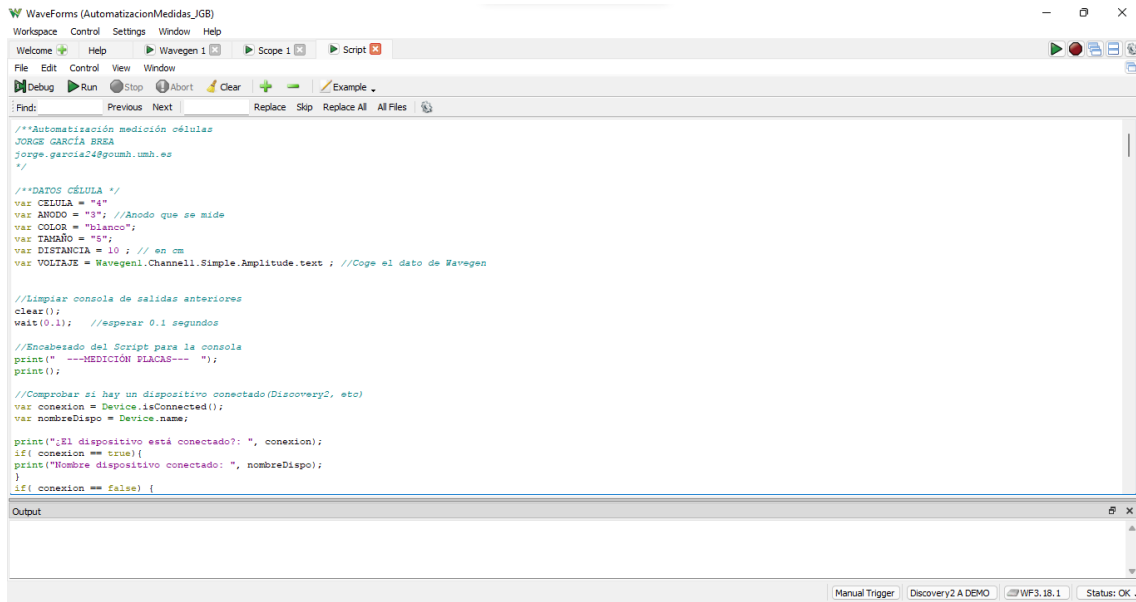 WaveForms (AutomatizacionMedidas_JGB)
Workspace Control Settings Window Help
Welcome Help Wavegen 1 Scope 1 Script
File Edit Control View Window
Debug Run Stop Abort Clear Example
Find: Previous Next Replace Skip Replace All All Files
/**Automatización medición células
JORGE GARCÍA BREA
jorge.garcia24@goumh.umh.es
*/
/**DATOS CÉLULA */
var CELULA = "4"
var ANODO = "3"; //Anodo que se mide
var COLOR = "blanco";
var TAMAÑO = "5";
var DISTANCIA = 10 ; // en cm
var VOLTAJE = Wavegen1.Channel1.Simple.Amplitude.text ; //Coge el dato de Wavegen
//Limpiar consola de salidas anteriores
clear();
wait(0.1); //esperar 0.1 segundos
//Encabezado del Script para la consola
print(" ---MEDICIÓN PLACAS--- ");
print();
//Comprobar si hay un dispositivo conectado(Discovery2, etc)
var conexion = Device.isConnected();
var nombreDispo = Device.name;
print("¿El dispositivo está conectado?: ", conexion);
if( conexion == true){
print("Nombre dispositivo conectado: ", nombreDispo);
}
if( conexion == false) {
Output
Manual Trigger Discovery2 A DEMO WF3.18.1 Status: OK